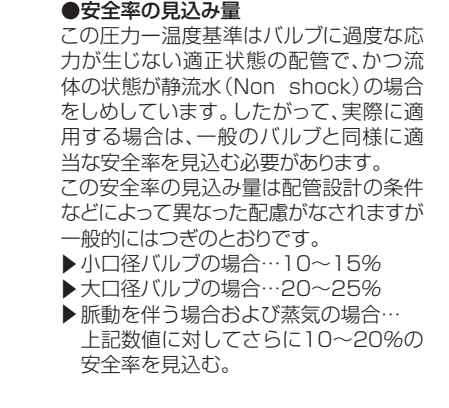 ●安全率の見込み量
この圧力ー温度基準はバルブに過度な応
力が生じない適正状態の配管で、かつ流
体の状態が静流水（Non shock）の場合
をしめしています。したがって、実際に適
用する場合は、一般のバルブと同様に適
当な安全率を見込む必要があります。
この安全率の見込み量は配管設計の条件
などによって異なった配慮がなされますが
一般的にはつぎのとおりです。
▶小口径バルブの場合…10～15%
▶大口径バルブの場合…20～25%
▶脈動を伴う場合および蒸気の場合…
上記数値に対してさらに10～20%の
安全率を見込む。